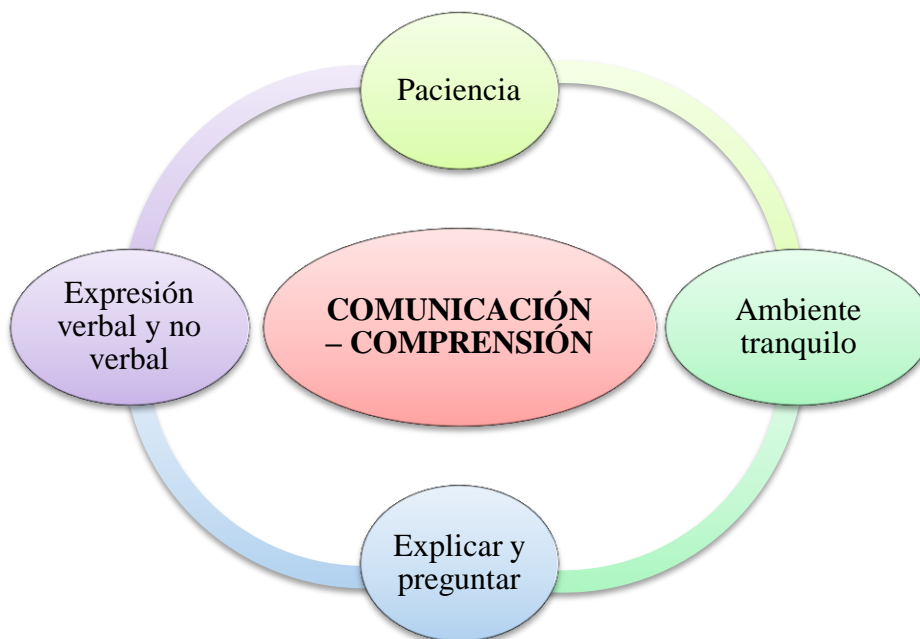 Paciencia
Expresión
verbal y no
verbal
COMUNICACIÓN
– COMPRENSIÓN
Ambiente
tranquilo
Explicar y
preguntar